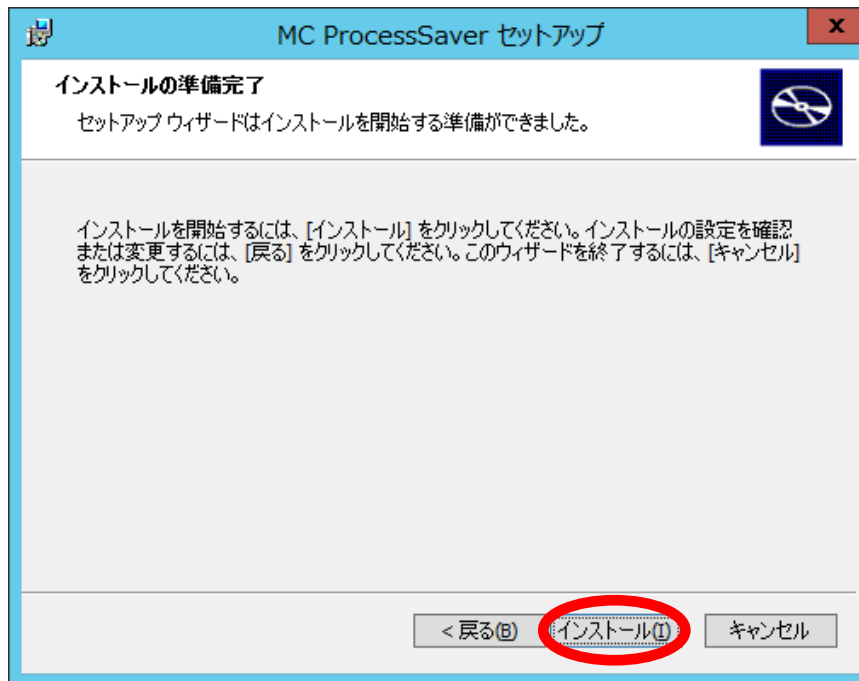 MC ProcessSaver セットアップ
x
インストールの準備完了
セットアップ ウィザードはインストールを開始する準備ができました。
インストールを開始するには、[インストール] をクリックしてください。インストールの設定を確認
または変更するには、[戻る] をクリックしてください。このウィザードを終了するには、[キャンセル]
をクリックしてください。
< 戻る(B) インストール(I) キャンセル